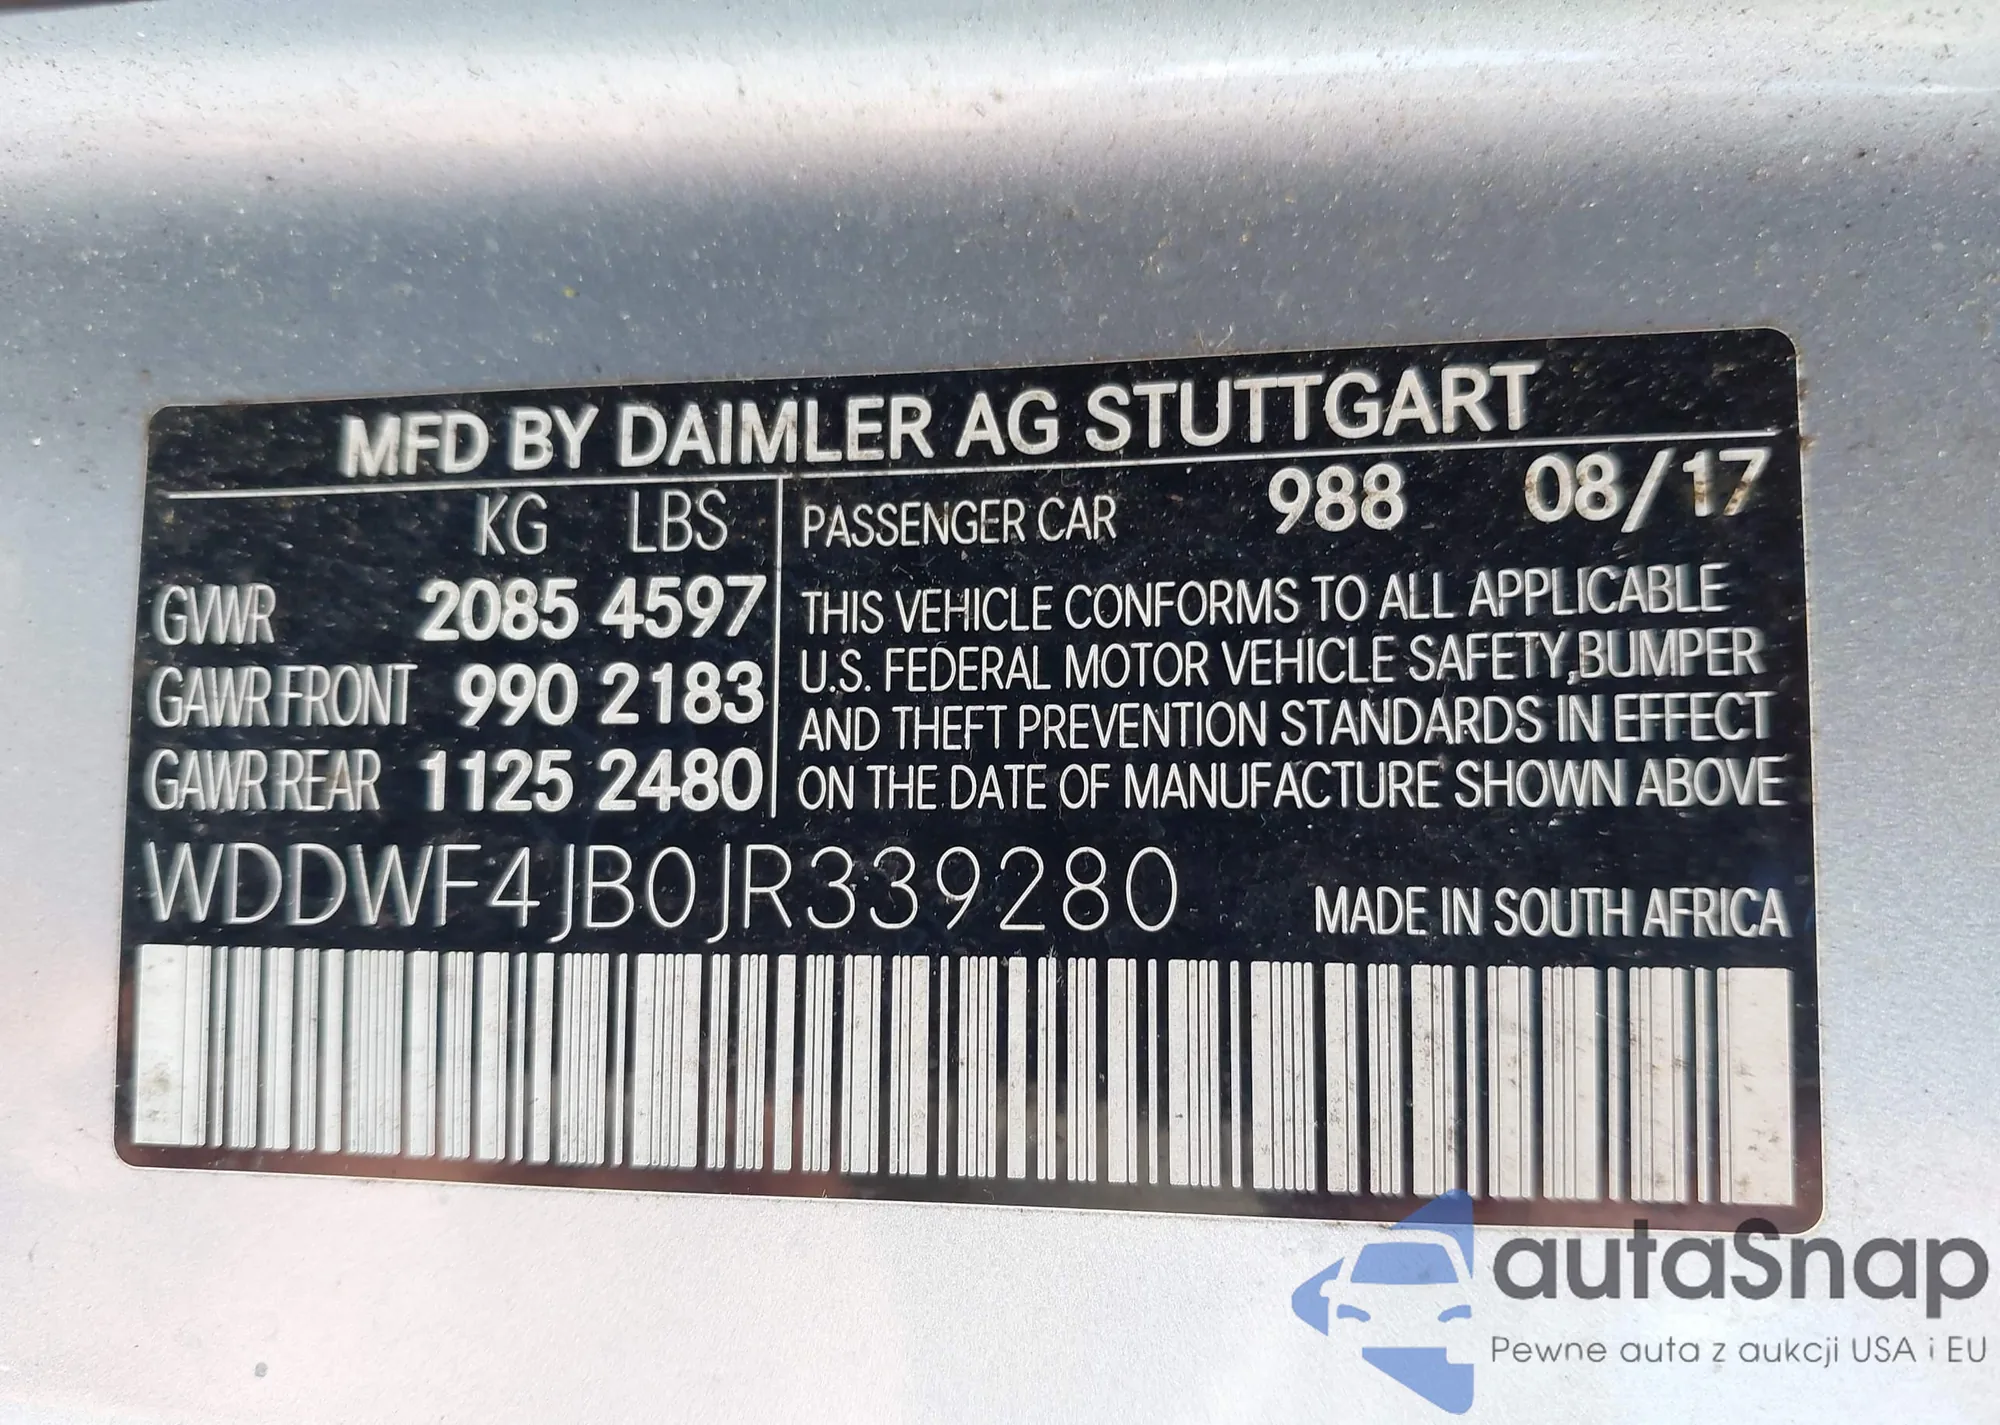 MFD BY DAIMLER AG STUTTGART
KG LBS
GVWR 2085 4597
GAWR FRONT 990 2183
GAWR REAR 1125 2480
PASSENGER CAR 988 08/17
THIS VEHICLE CONFORMS TO ALL APPLICABLE
U.S. FEDERAL MOTOR VEHICLE SAFETY,BUMPER
AND THEFT PREVENTION STANDARDS IN EFFECT
ON THE DATE OF MANUFACTURE SHOWN ABOVE
WDDWF4JB0JR339280
MADE IN SOUTH AFRICA
autaSnap
Pewne auta z aukcji USA i EU